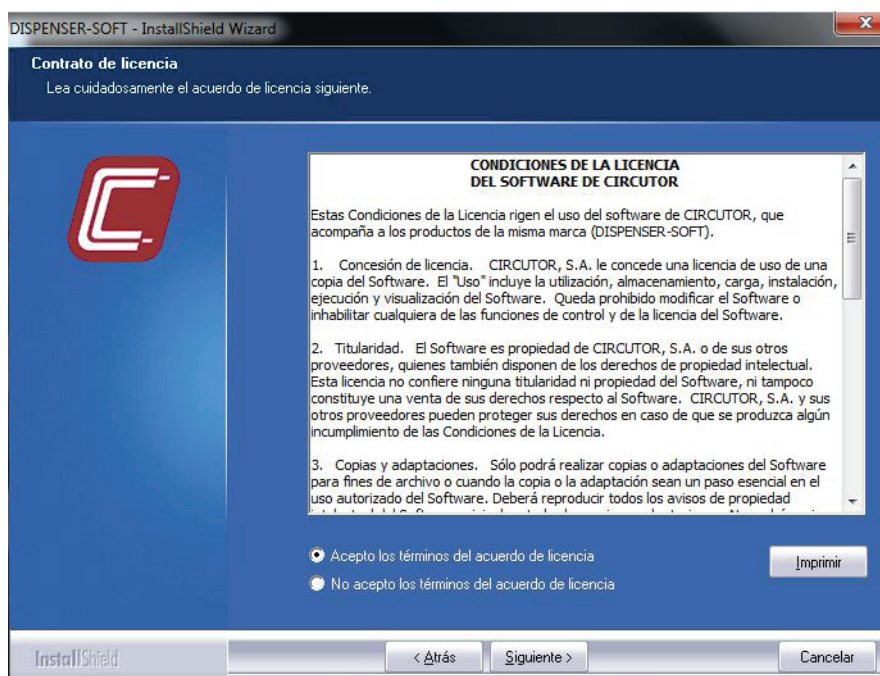 DISPENSER-SOFT - InstallShield Wizard
Contrato de licencia
Lea cuidadosamente el acuerdo de licencia siguiente.
CONDICIONES DE LA LICENCIA
DEL SOFTWARE DE CIRCUTOR
Estas Condiciones de la Licencia rigen el uso del software de CIRCUTOR, que
acompaña a los productos de la misma marca (DISPENSER-SOFT).
1. Concesión de licencia. CIRCUTOR, S.A. le concede una licencia de uso de una
copia del Software. El "Uso" incluye la utilización, almacenamiento, carga, instalación,
ejecución y visualización del Software. Queda prohibido modificar el Software o
inhabilitar cualquiera de las funciones de control y de la licencia del Software.
2. Titularidad. El Software es propiedad de CIRCUTOR, S.A. o de sus otros
proveedores, quienes también disponen de los derechos de propiedad intelectual.
Esta licencia no confiere ninguna titularidad ni propiedad del Software, ni tampoco
constituye una venta de sus derechos respecto al Software. CIRCUTOR, S.A. y sus
otros proveedores pueden proteger sus derechos en caso de que se produzca algún
incumplimiento de las Condiciones de la Licencia.
3. Copias y adaptaciones. Sólo podrá realizar copias o adaptaciones del Software
para fines de archivo o cuando la copia o la adaptación sean un paso esencial en el
uso autorizado del Software. Deberá reproducir todos los avisos de propiedad
Acepto los términos del acuerdo de licencia
Imprimir
No acepto los términos del acuerdo de licencia
InstallShield
< Atrás
Siguiente >
Cancelar